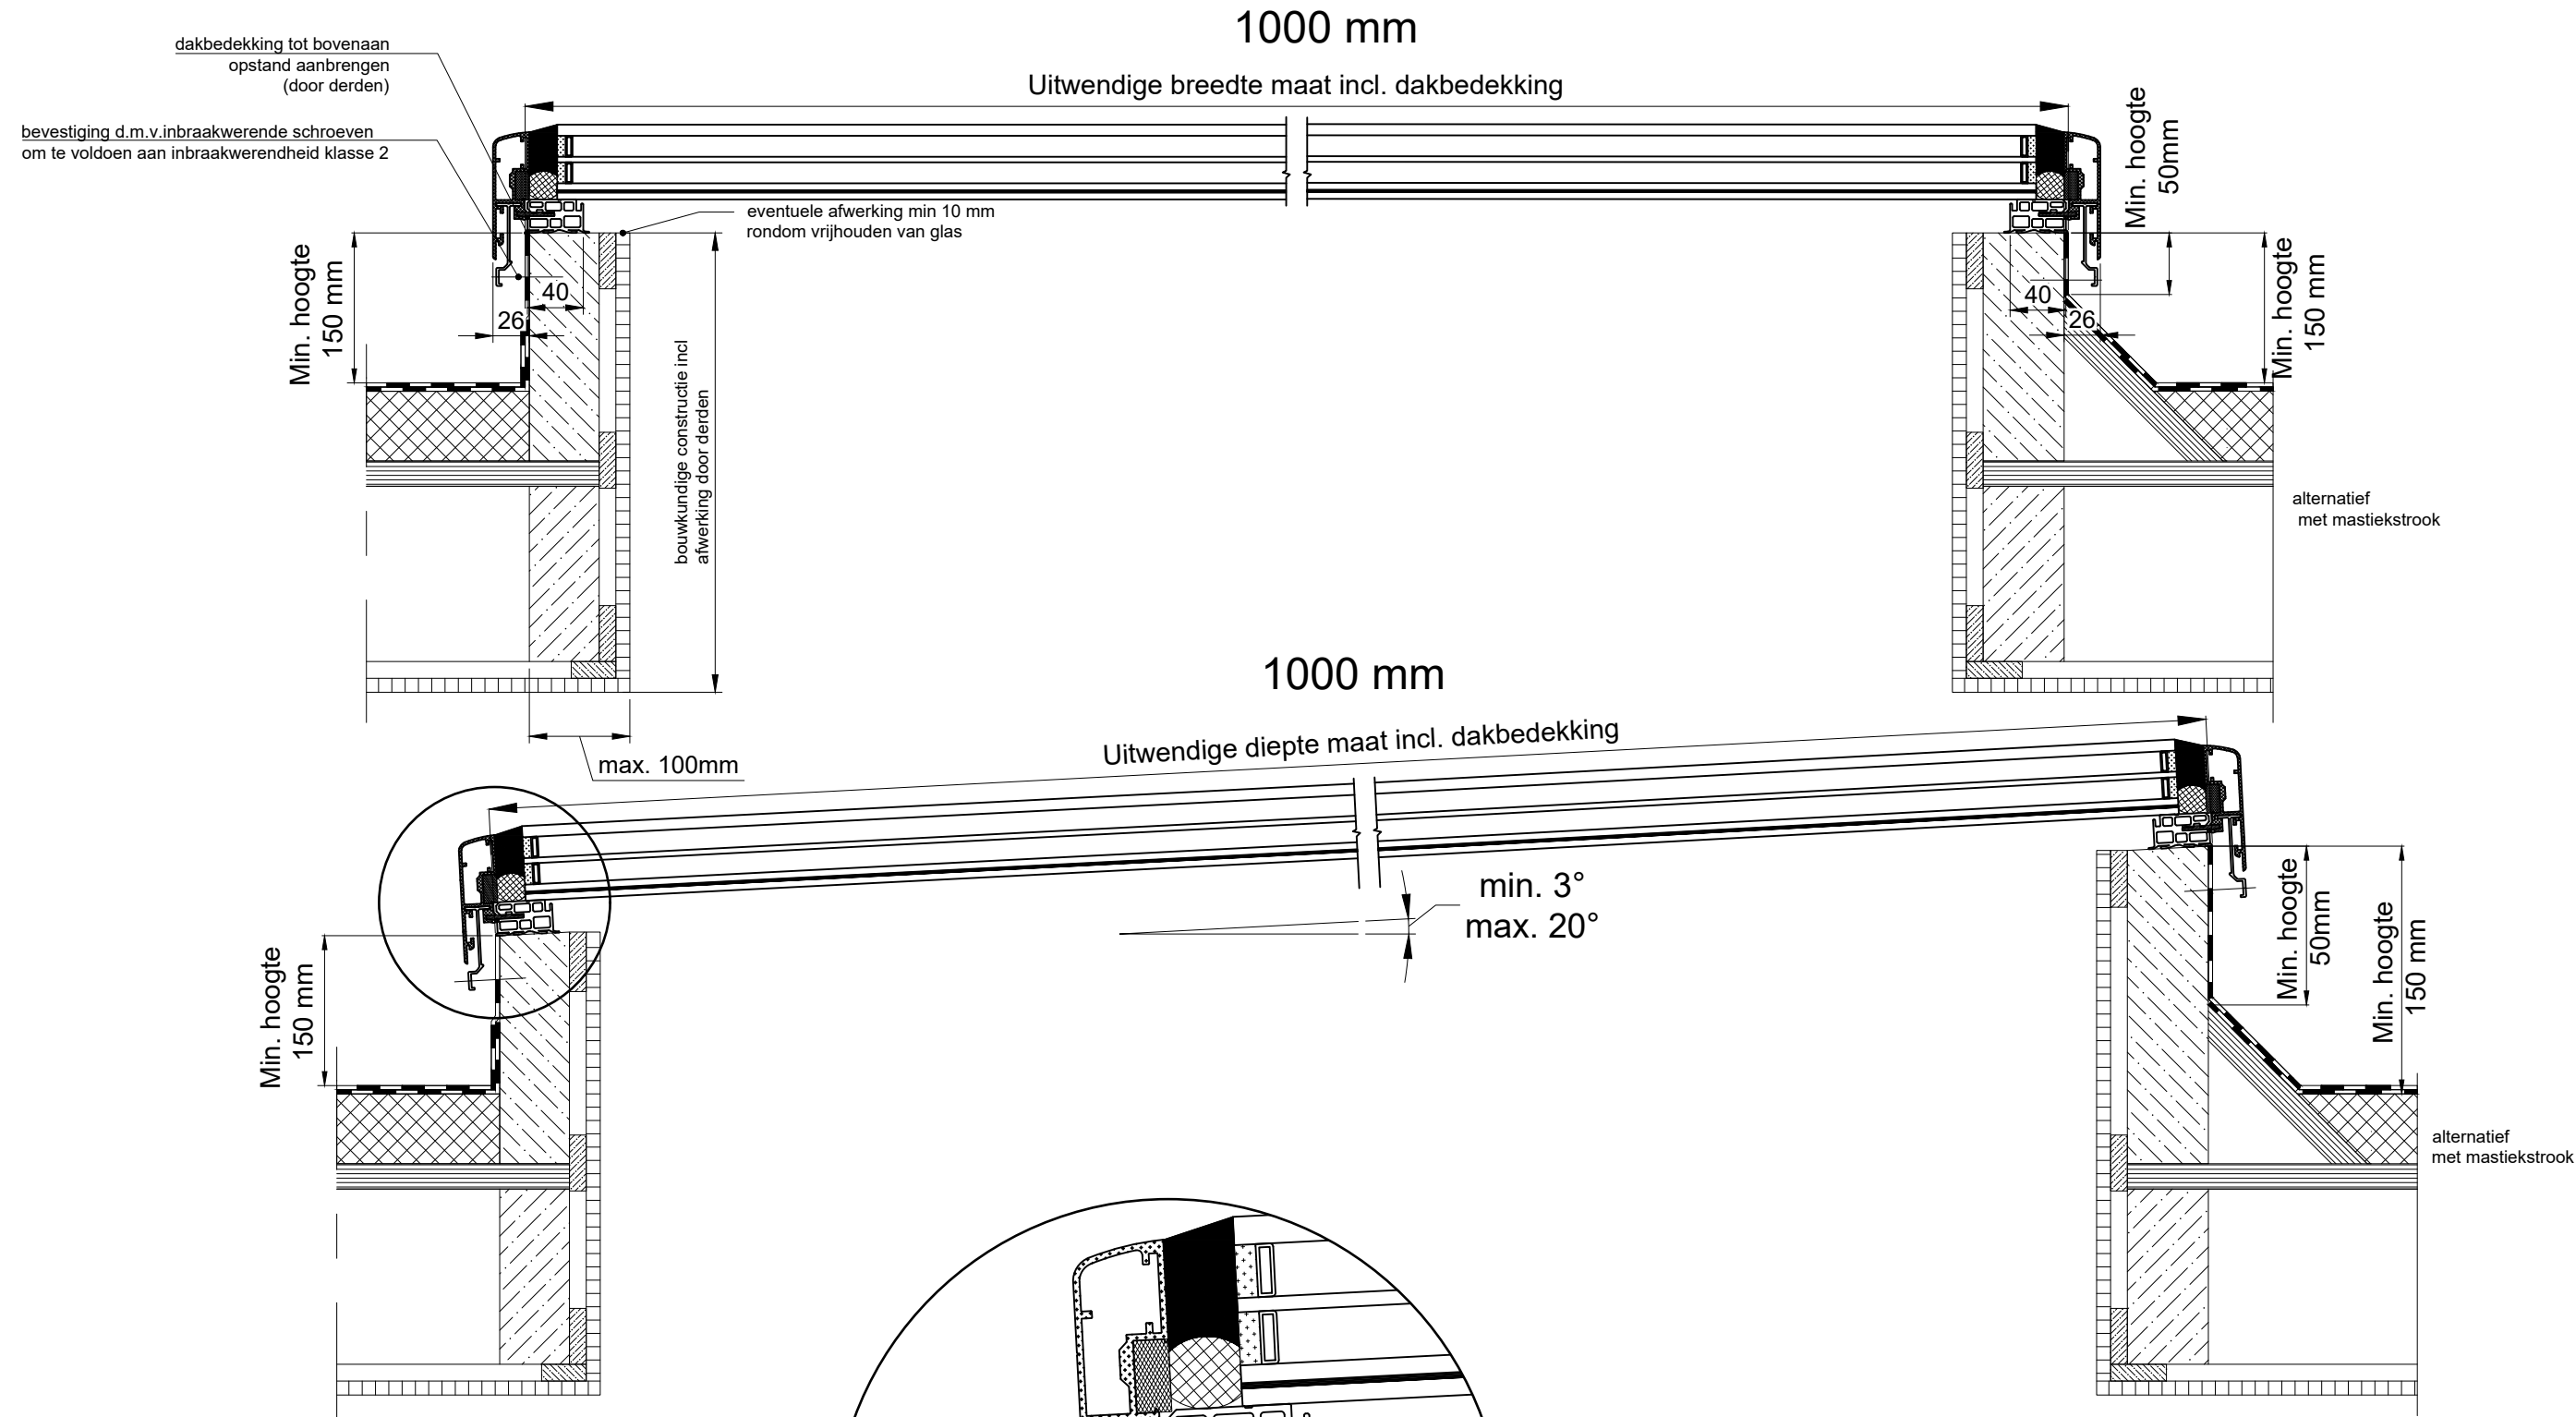 1000 mm
Uitwendige breedte maat incl. dakbedekking
dakbedekking tot bovenaan
opstand aanbrengen
(door derden)
bevestiging d.m.v.inbraakwerende schroeven
om te voldoen aan inbraakwerendheid klasse 2
eventuele afwerking min 10 mm
rondom vrijhouden van glas
Min. hoogte
50mm
Min. hoogte
150 mm
40
26
bouwkundige constructie incl
afwerking door derden
40
26
Min. hoogte
150 mm
alternatief
met mastiekstrook
max. 100mm
1000 mm
Uitwendige diepte maat incl. dakbedekking
min. 3°
max. 20°
Min. hoogte
150 mm
Min. hoogte
50mm
Min. hoogte
150 mm
alternatief
met mastiekstrook